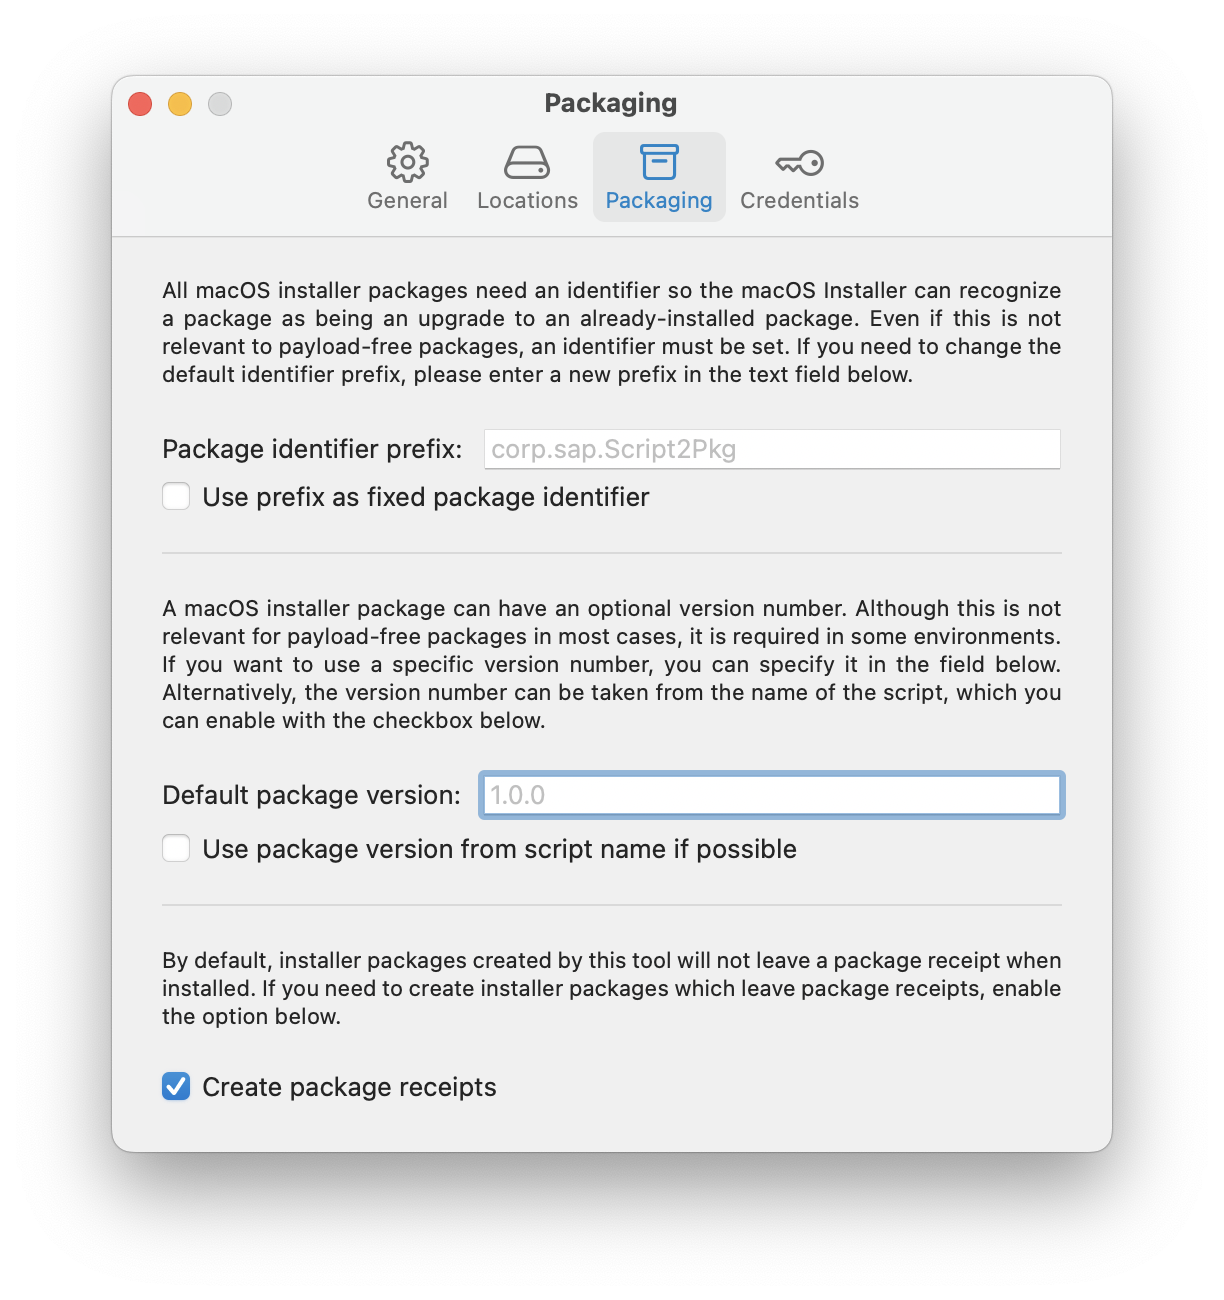 Packaging
General
Locations
Packaging
Credentials
All macOS installer packages need an identifier so the macOS Installer can recognize
a package as being an upgrade to an already-installed package. Even if this is not
relevant to payload-free packages, an identifier must be set. If you need to change the
default identifier prefix, please enter a new prefix in the text field below.
Package identifier prefix: corp.sap.Script2Pkg
Use prefix as fixed package identifier
A macOS installer package can have an optional version number. Although this is not
relevant for payload-free packages in most cases, it is required in some environments.
If you want to use a specific version number, you can specify it in the field below.
Alternatively, the version number can be taken from the name of the script, which you
can enable with the checkbox below.
Default package version: 1.0.0
Use package version from script name if possible
By default, installer packages created by this tool will not leave a package receipt when
installed. If you need to create installer packages which leave package receipts, enable
the option below.
Create package receipts